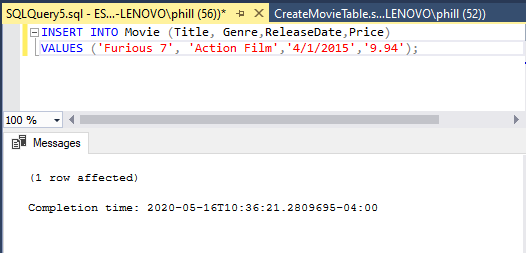 SQLQuery5.sql - ES...-LENOVO\phill (56))* CreateMovieTable.s...LENOVO\phill (52))
INSERT INTO Movie (Title, Genre,ReleaseDate,Price)
VALUES ('Furious 7', 'Action Film','4/1/2015','9.94');
100 %
Messages
(1 row affected)
Completion time: 2020-05-16T10:36:21.2809695-04:00